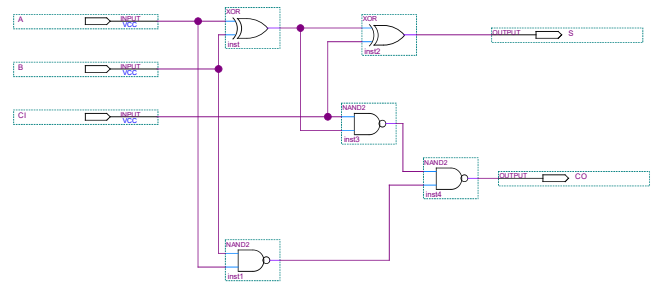 A
INPUT
VCC
XOR
inst
XOR
inst2
OUTPUT
S
B
INPUT
VCC
CI
INPUT
VCC
NAND2
inst3
NAND2
inst4
OUTPUT
CO
NAND2
inst1